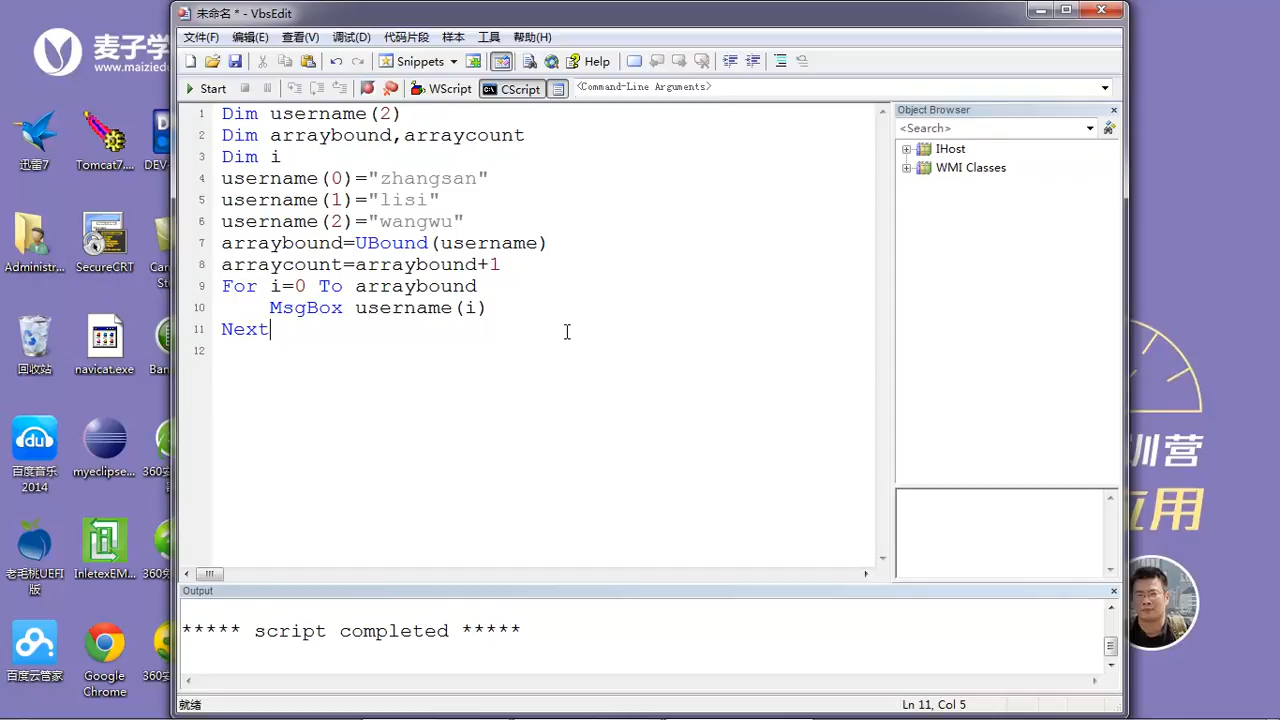 麦子学
www.maizied
迅雷7
Tomcat7....
DEV-
Administr...
SecureCRT
回收站
navicat.exe
百度音乐
2014
myeclipse...
老毛桃UEFI
版
InletexEM...
百度云管家
Google
Chrome
未命名 * - VbsEdit
文件(F) 编辑(E) 查看(V) 调试(D) 代码片段 样本 工具 帮助(H)
Snippets Help
Start WScript CScript <Command-Line Arguments>
1 Dim username(2)
2 Dim arraybound,arraycount
3 Dim i
4 username(0)="zhangsan"
5 username(1)="lisi"
6 username(2)="wangwu"
7 arraybound=UBound(username)
8 arraycount=arraybound+1
9 For i=0 To arraybound
10 MsgBox username(i)
11 Next
12
Object Browser
<Search>
IHost
WMI Classes
Output
***** script completed *****
就绪
Ln 11, Col 5
训营
应用